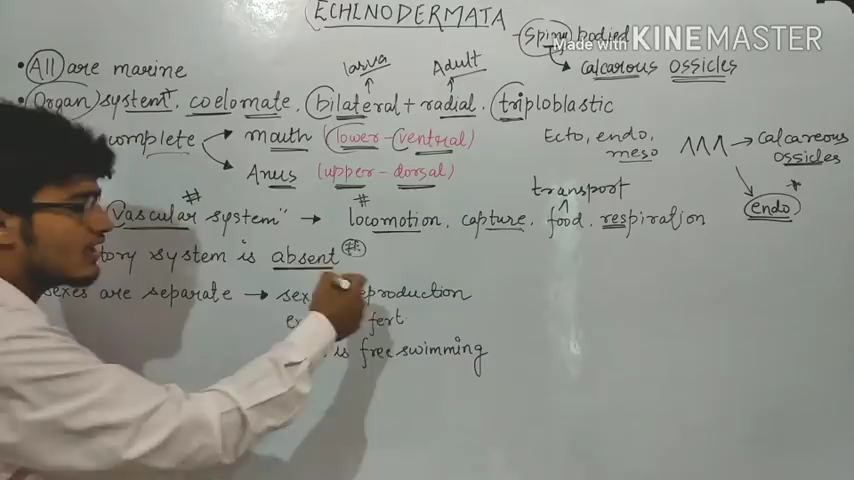 ECHINODERMATA - Spiny bodied
Made with KINEMASTER
calcarous ossicles
larva Adult
• All are marine
• Organ system, coelomate, bilateral + radial, triploblastic
complete → mouth (lower - ventrial)
→ Anus (upper - dorsal)
Ecto, endo, meso
→ calcareous ossicles
endo
transport
Vascular system" → locomotion, capture, food, respiration
tory system is absent #
sexes are separate → reproduction
fert.
is free swimming